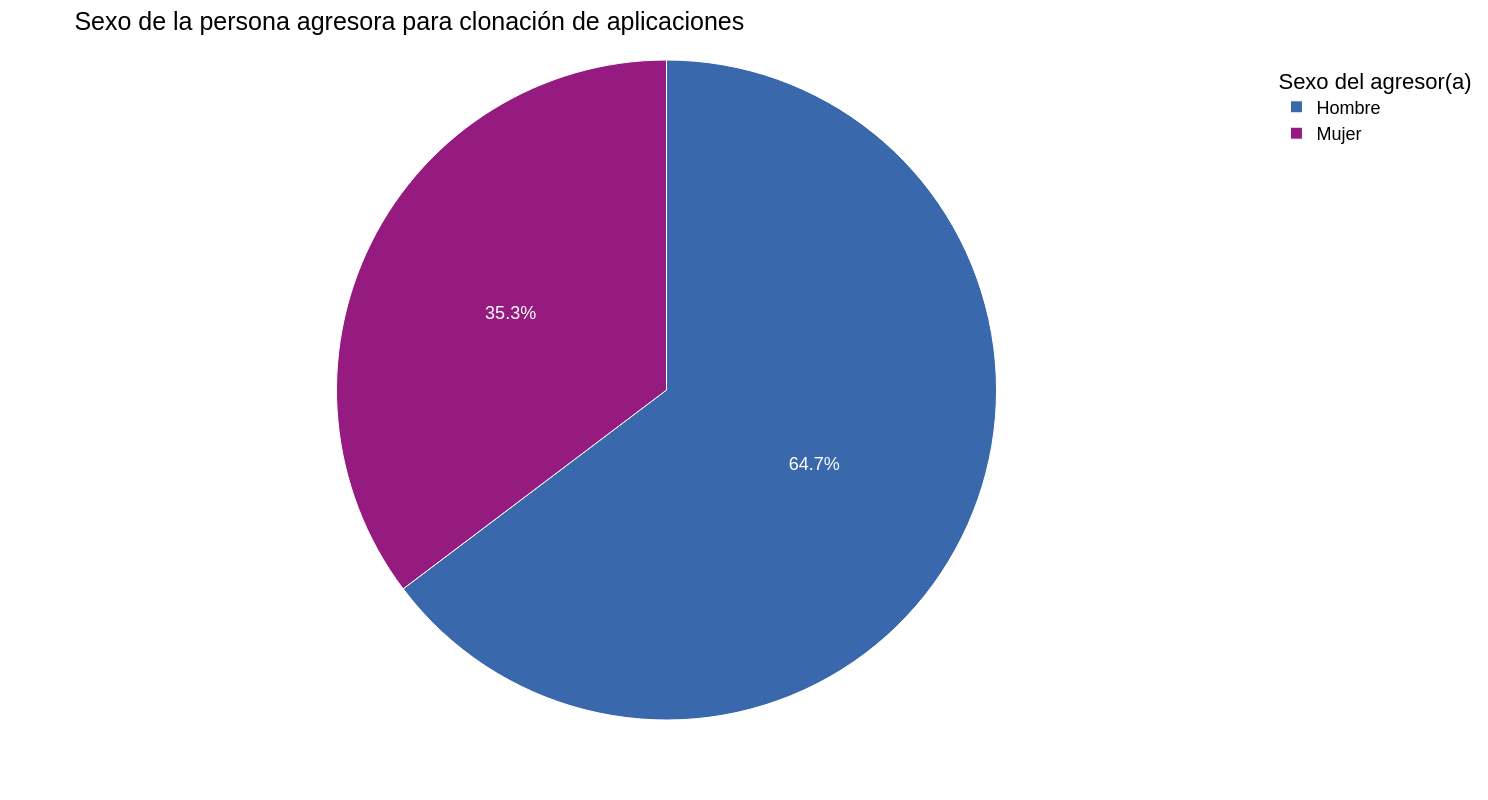 Sexo de la persona agresora para clonación de aplicaciones
Sexo del agresor(a)
Hombre
Mujer
35.3%
64.7%